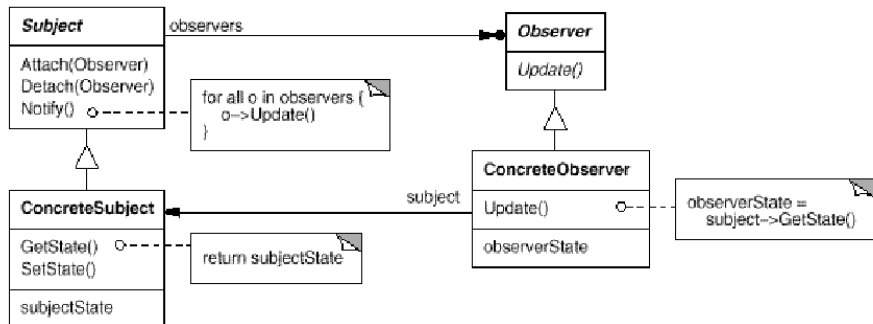 Subject
observers
Observer
Attach(Observer)
Detach(Observer)
Notify()
for all o in observers {
o->Update()
}
Update()
ConcreteSubject
GetState()
SetState()
subjectState
return subjectState
subject
ConcreteObserver
Update()
observerState
observerState =
subject->GetState()